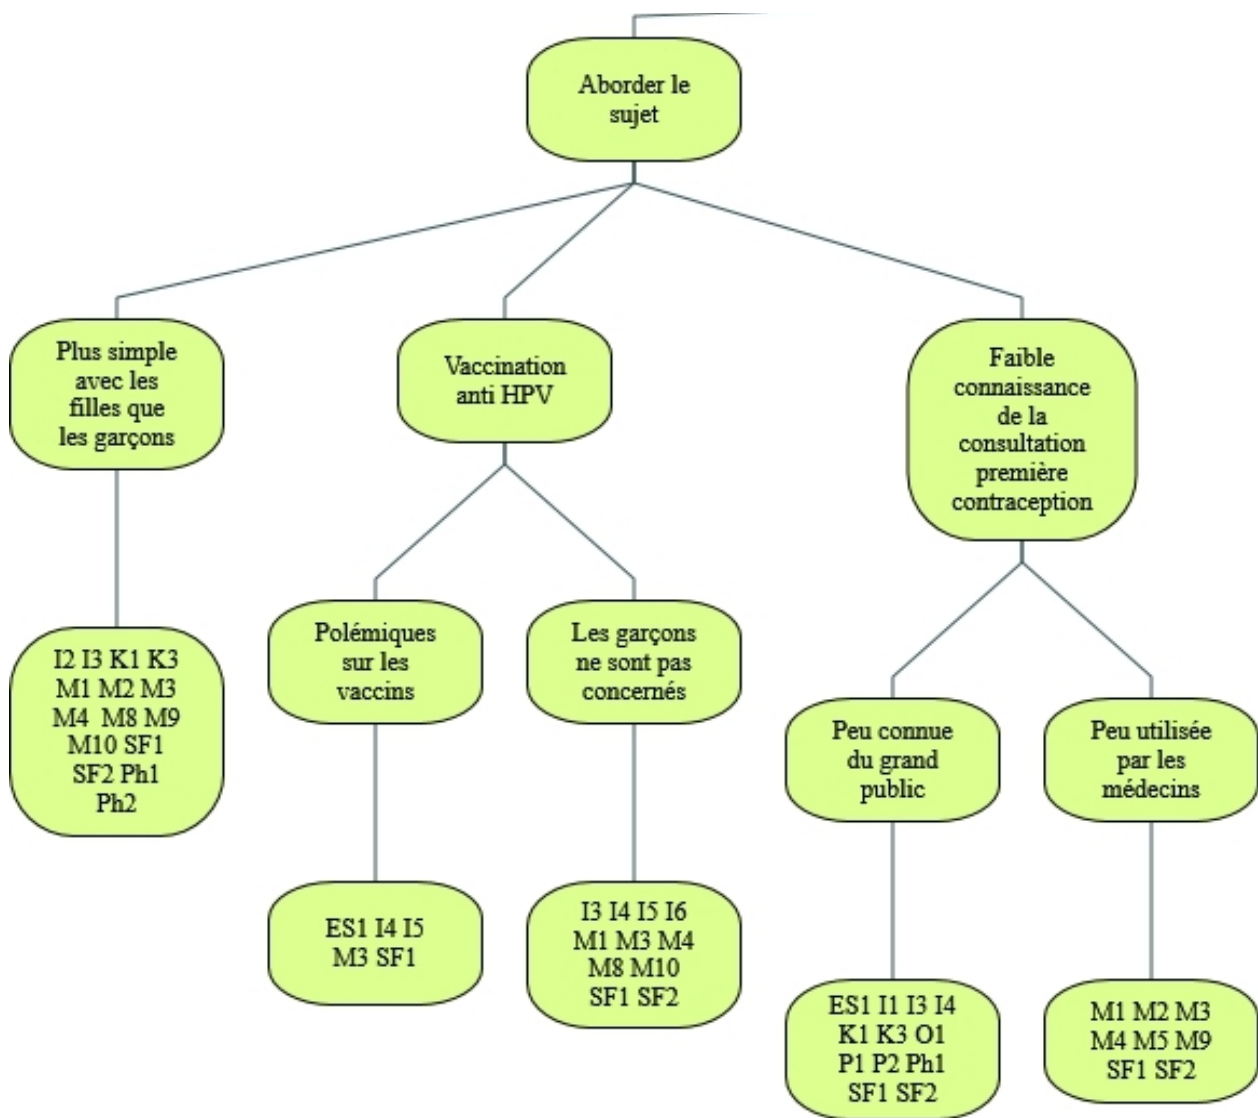 Aborder le
sujet
Plus simple
avec les
filles que
les garçons
Vaccination
anti HPV
Faible
connaissance
de la
consultation
première
contraception
Polémiques
sur les
vaccins
Les garçons
ne sont pas
concernés
Peu connue
du grand
public
Peu utilisée
par les
médecins
I2 I3 K1 K3
M1 M2 M3
M4 M8 M9
M10 SF1
SF2 Ph1
Ph2
ES1 I4 I5
M3 SF1
I3 I4 I5 I6
M1 M3 M4
M8 M10
SF1 SF2
ES1 I1 I3 I4
K1 K3 O1
P1 P2 Ph1
SF1 SF2
M1 M2 M3
M4 M5 M9
SF1 SF2